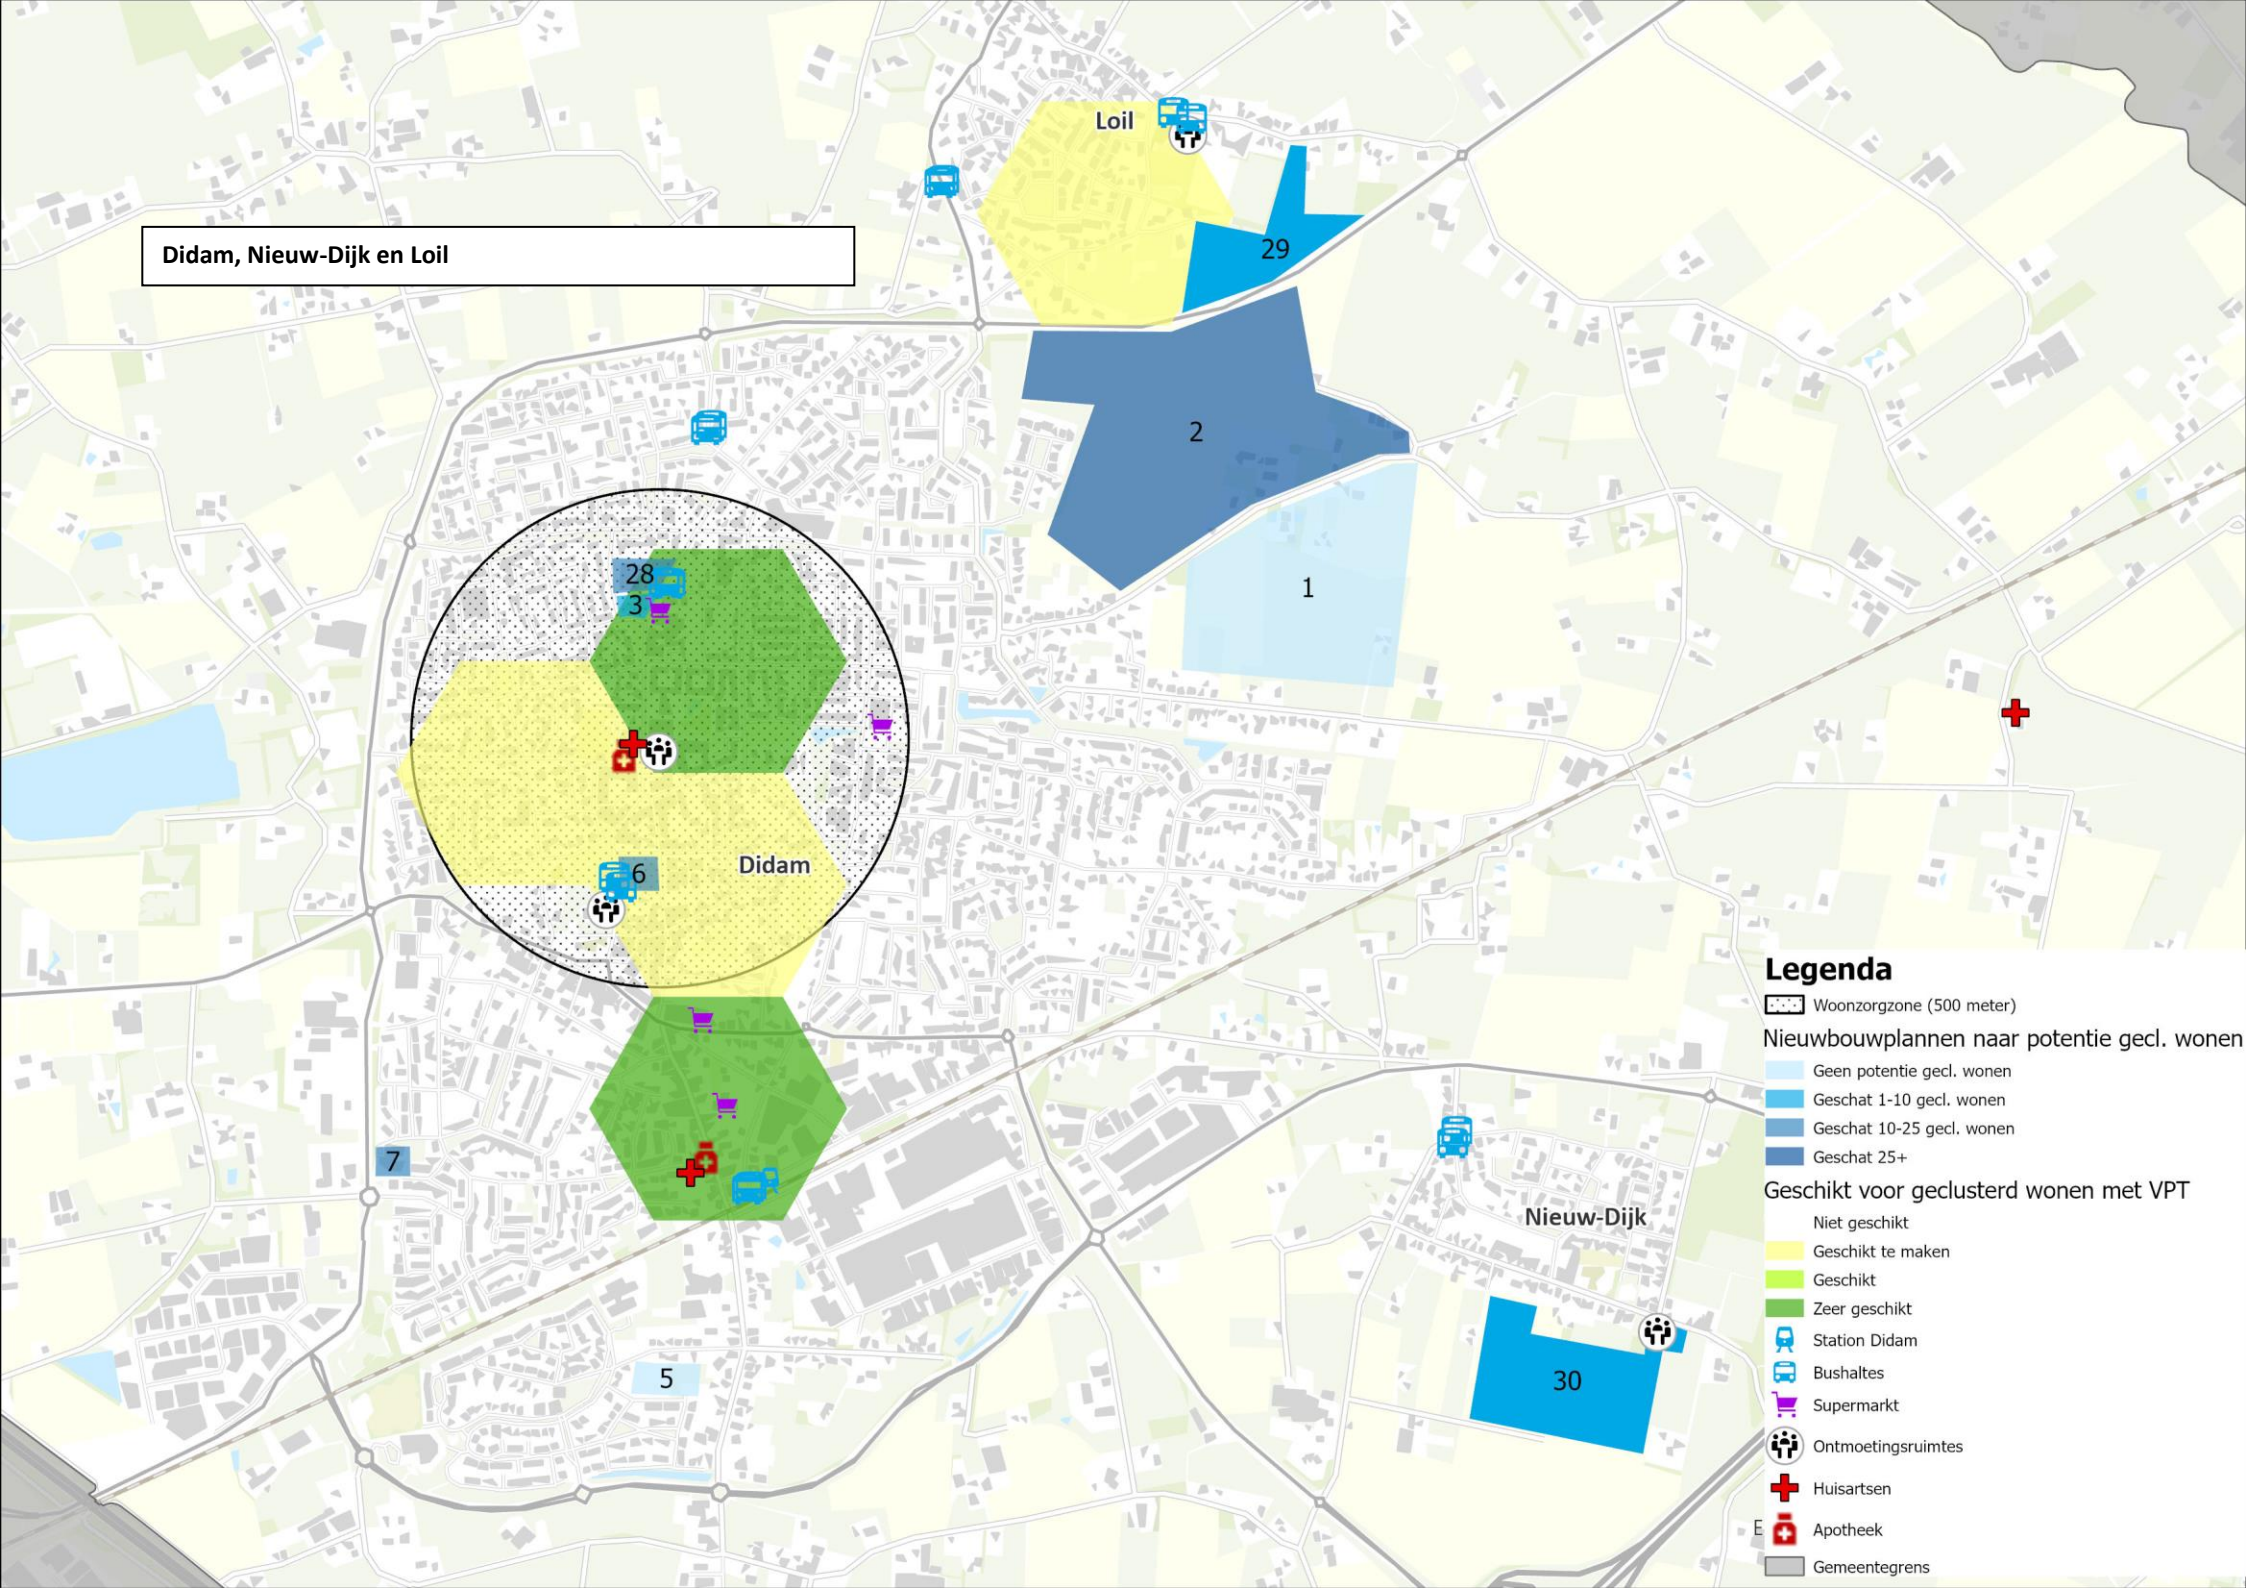 Loil
Didam, Nieuw-Dijk en Loil
29
2
28
3
1
6
Didam
7
Nieuw-Dijk
5
30
E
Legenda
Woonzorgzone (500 meter)
Nieuwbouwplannen naar potentie gecl. wonen
Geen potentie gecl. wonen
Geschat 1-10 gecl. wonen
Geschat 10-25 gecl. wonen
Geschat 25+
Geschikt voor geclusterd wonen met VPT
Niet geschikt
Geschikt te maken
Geschikt
Zeer geschikt
Station Didam
Bushaltes
Supermarkt
Ontmoetingsruimtes
Huisartsen
Apotheek
Gemeentegrens